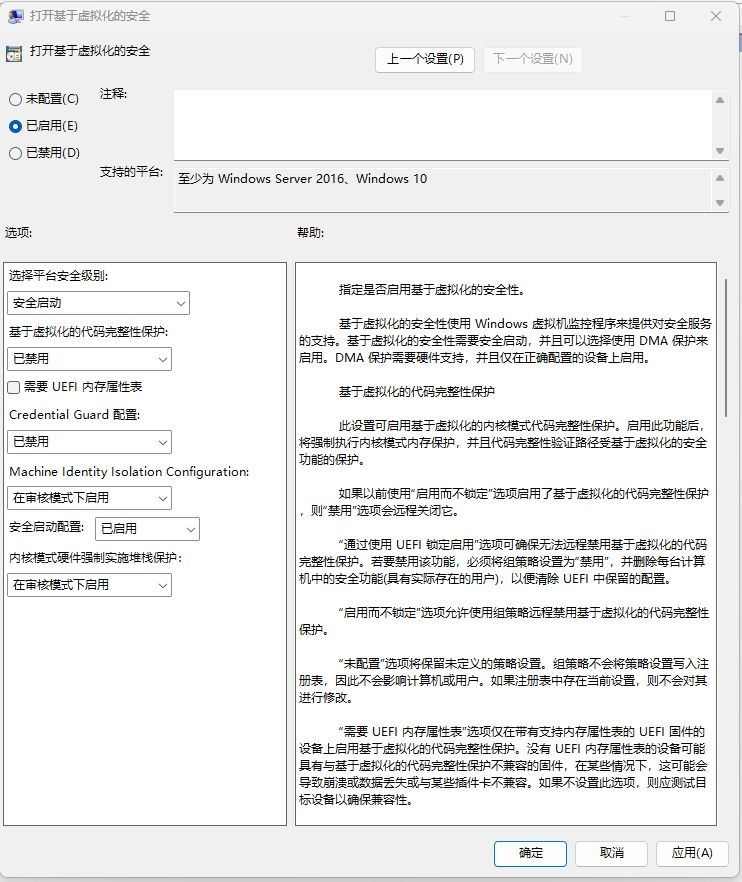 打开基于虚拟化的安全
打开基于虚拟化的安全
上一个设置(P)
下一个设置(N)
未配置(C)
已启用(E)
已禁用(D)
注释:
支持的平台:
至少为 Windows Server 2016、Windows 10
选项:
帮助:
选择平台安全级别:
安全启动
基于虚拟化的代码完整性保护:
已禁用
需要 UEFI 内存属性表
Credential Guard 配置:
已禁用
Machine Identity Isolation Configuration:
在审核模式下启用
安全启动配置:
已启用
内核模式硬件强制实施堆栈保护:
在审核模式下启用
指定是否启用基于虚拟化的安全性。
基于虚拟化的安全性使用 Windows 虚拟机监控程序来提供对安全服务
的支持。基于虚拟化的安全性需要安全启动，并且可以选择使用 DMA 保护来
启用。DMA 保护需要硬件支持，并且仅在正确配置的设备上启用。
基于虚拟化的代码完整性保护
此设置可启用基于虚拟化的内核模式代码完整性保护。启用此功能后，
将强制执行内核模式内存保护，并且代码完整性验证路径受基于虚拟化的安全
功能的保护。
如果以前使用“启用而不锁定”选项启用了基于虚拟化的代码完整性保护
，则“禁用”选项会远程关闭它。
“通过使用 UEFI 锁定启用”选项可确保无法远程禁用基于虚拟化的代码
完整性保护。若要禁用该功能，必须将组策略设置为“禁用”，并删除每台计算
机中的安全功能(具有实际存在的用户)，以便清除 UEFI 中保留的配置。
“启用而不锁定”选项允许使用组策略远程禁用基于虚拟化的代码完整性
保护。
“未配置”选项将保留未定义的策略设置。组策略不会将策略设置写入注
册表，因此不会影响计算机或用户。如果注册表中存在当前设置，则不会对其
进行修改。
“需要 UEFI 内存属性表”选项仅在带有支持内存属性表的 UEFI 固件的
设备上启用基于虚拟化的代码完整性保护。没有 UEFI 内存属性表的设备可能
具有与基于虚拟化的代码完整性保护不兼容的固件，在某些情况下，这可能会
导致崩溃或数据丢失或与某些插件卡不兼容。如果不设置此选项，则应测试目
标设备以确保兼容性。
确定
取消
应用(A)